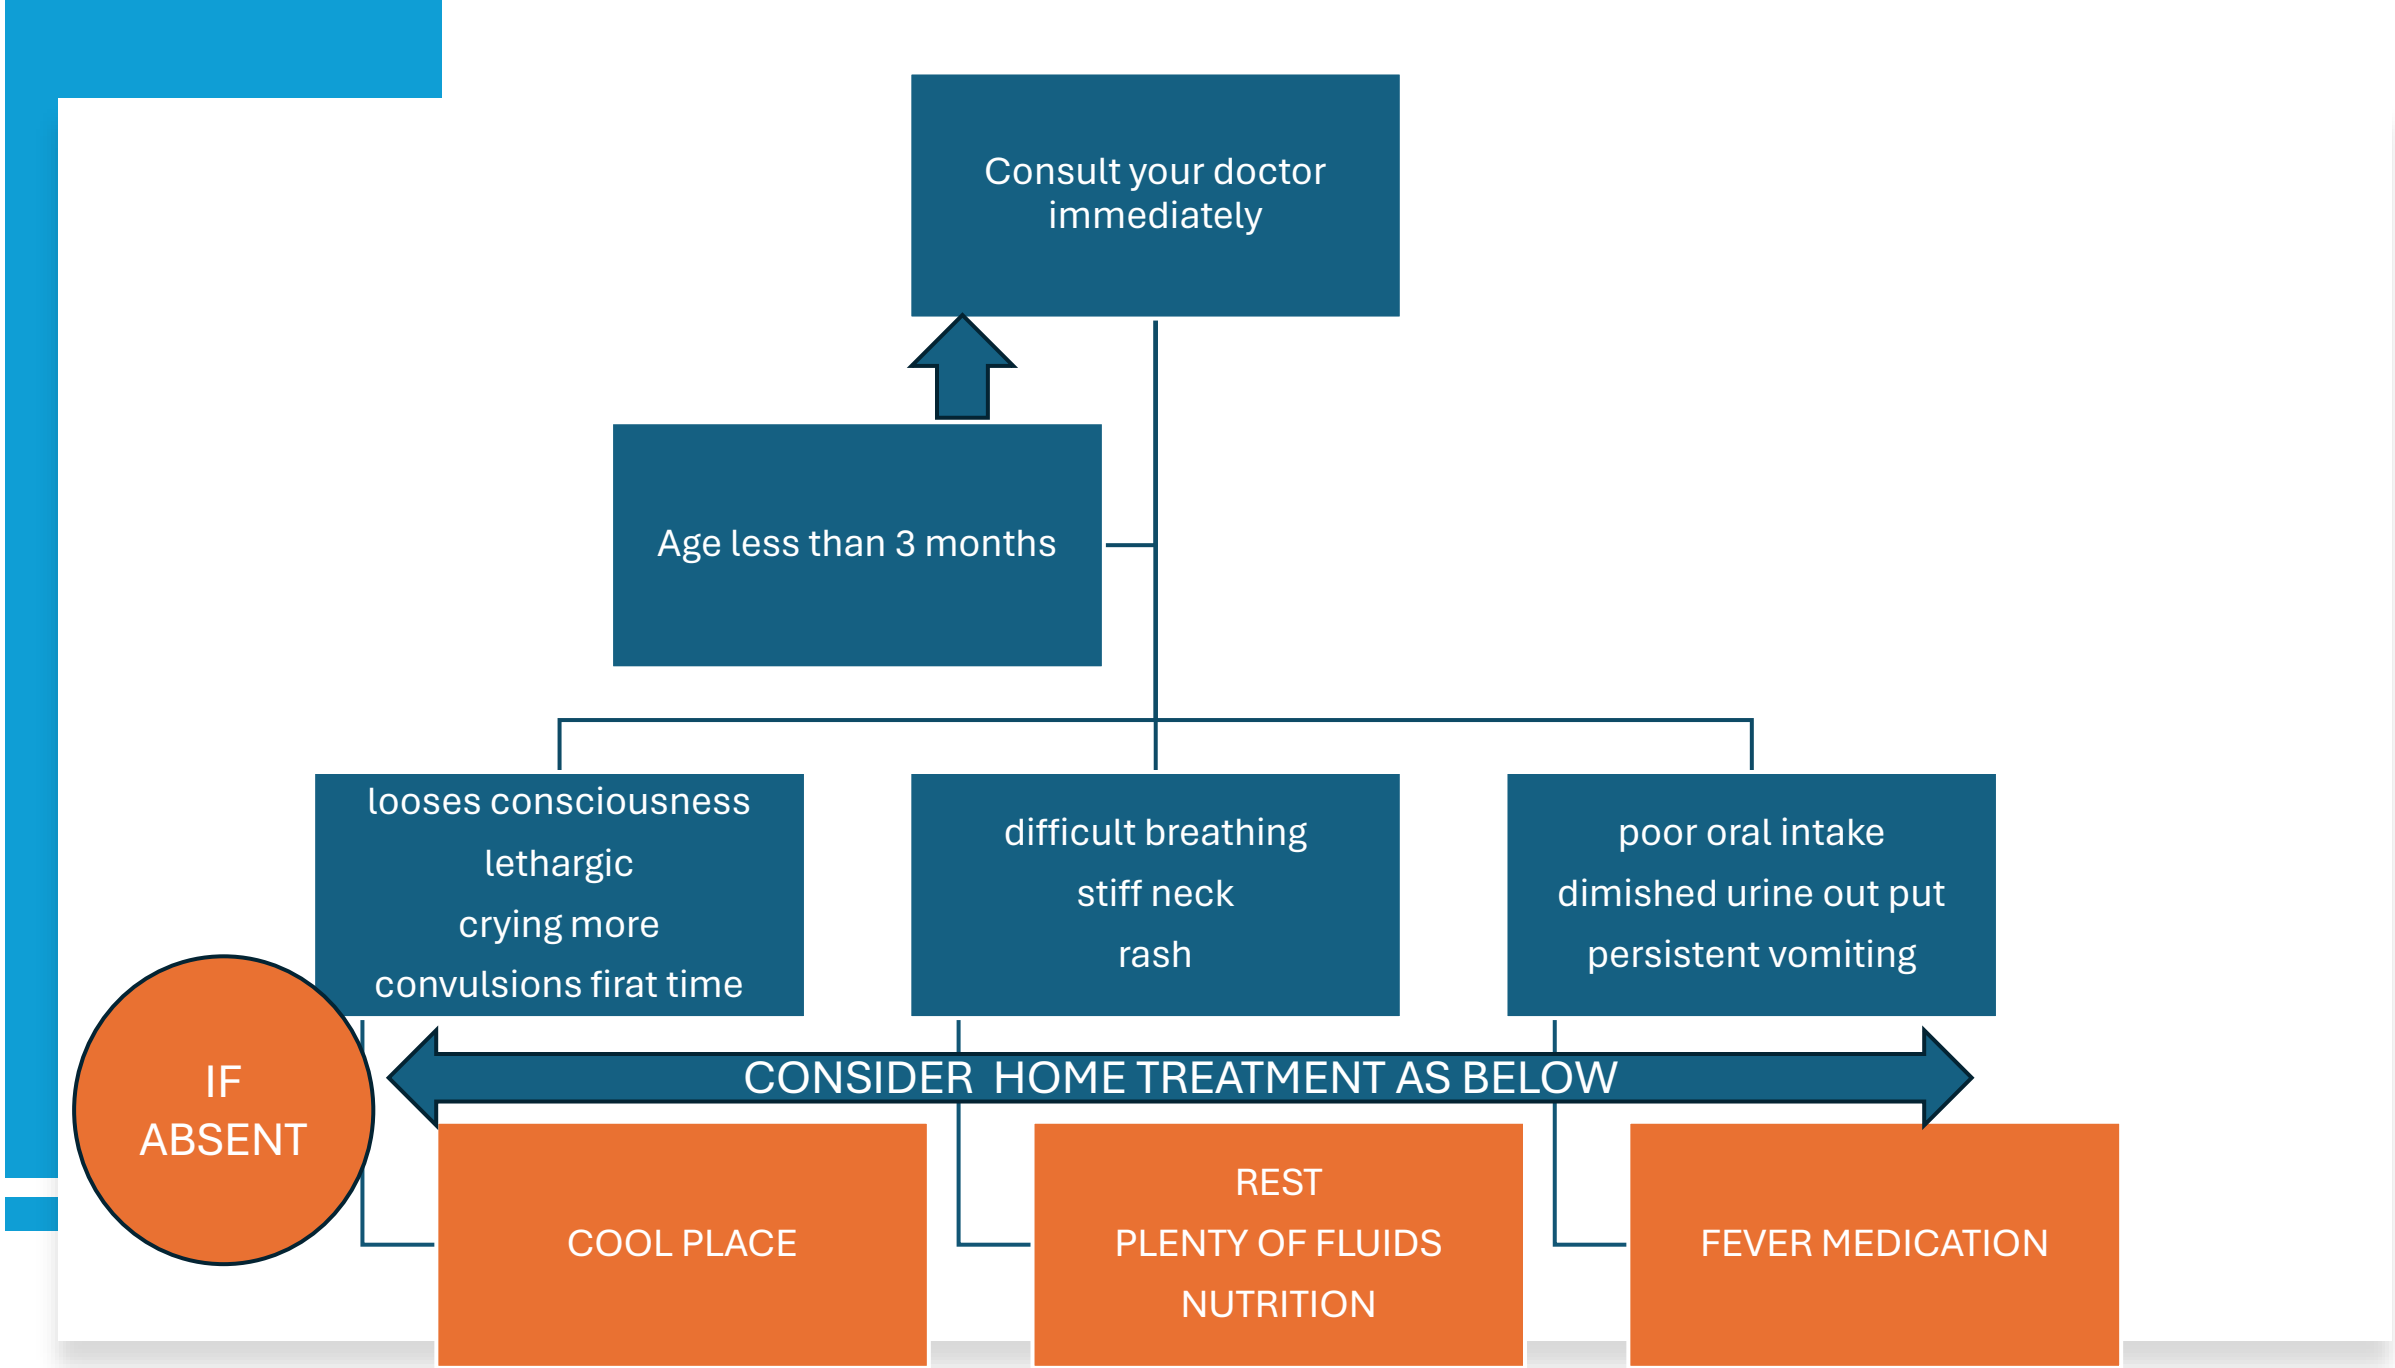 Consult your doctor
immediately
Age less than 3 months
looses consciousness
lethargic
crying more
convulsions firat time
difficult breathing
stiff neck
rash
poor oral intake
dimished urine out put
persistent vomiting
IF
ABSENT
CONSIDER  HOME TREATMENT AS BELOW
COOL PLACE
REST
PLENTY OF FLUIDS
NUTRITION
FEVER MEDICATION